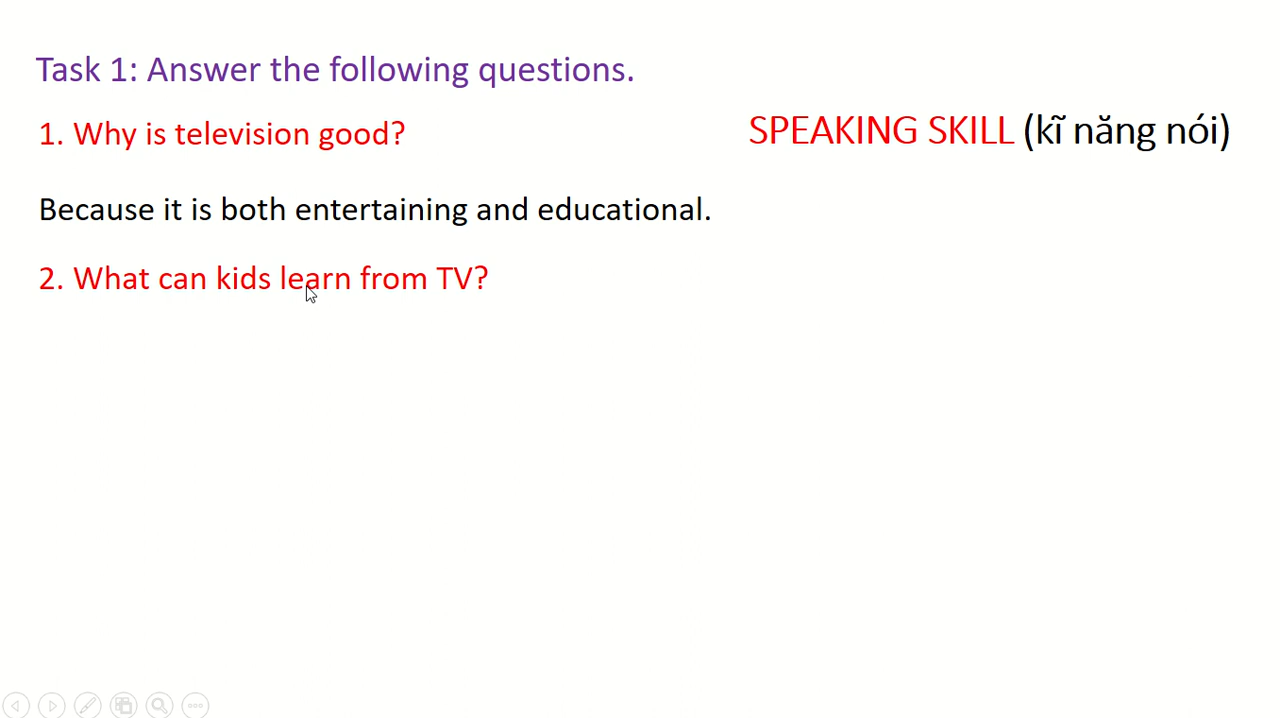 Task 1: Answer the following questions.
1. Why is television good?
SPEAKING SKILL (kĩ năng nói)
Because it is both entertaining and educational.
2. What can kids learn from TV?